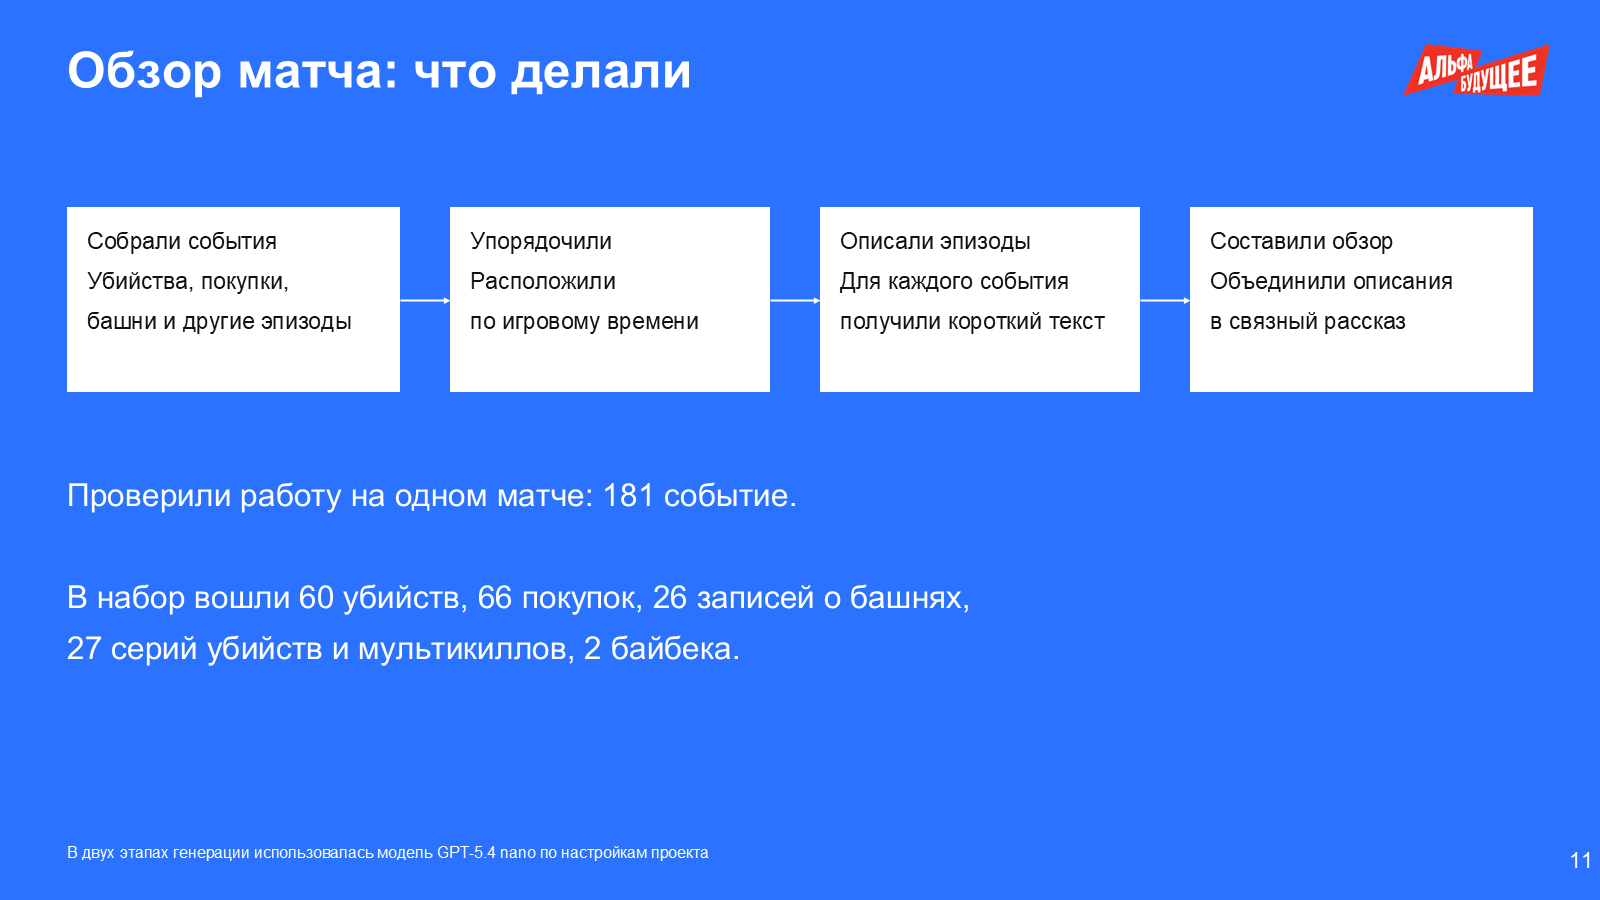 Обзор матча: что делали
АЛЬФА
БУДУЩЕЕ
Собрали события
Убийства, покупки,
башни и другие эпизоды
Упорядочили
Расположили
по игровому времени
Описали эпизоды
Для каждого события
получили короткий текст
Составили обзор
Объединили описания
в связный рассказ
Проверили работу на одном матче: 181 событие.
В набор вошли 60 убийств, 66 покупок, 26 записей о башнях,
27 серий убийств и мультикиллов, 2 байбека.
В двух этапах генерации использовалась модель GPT-5.4 nano по настройкам проекта
11